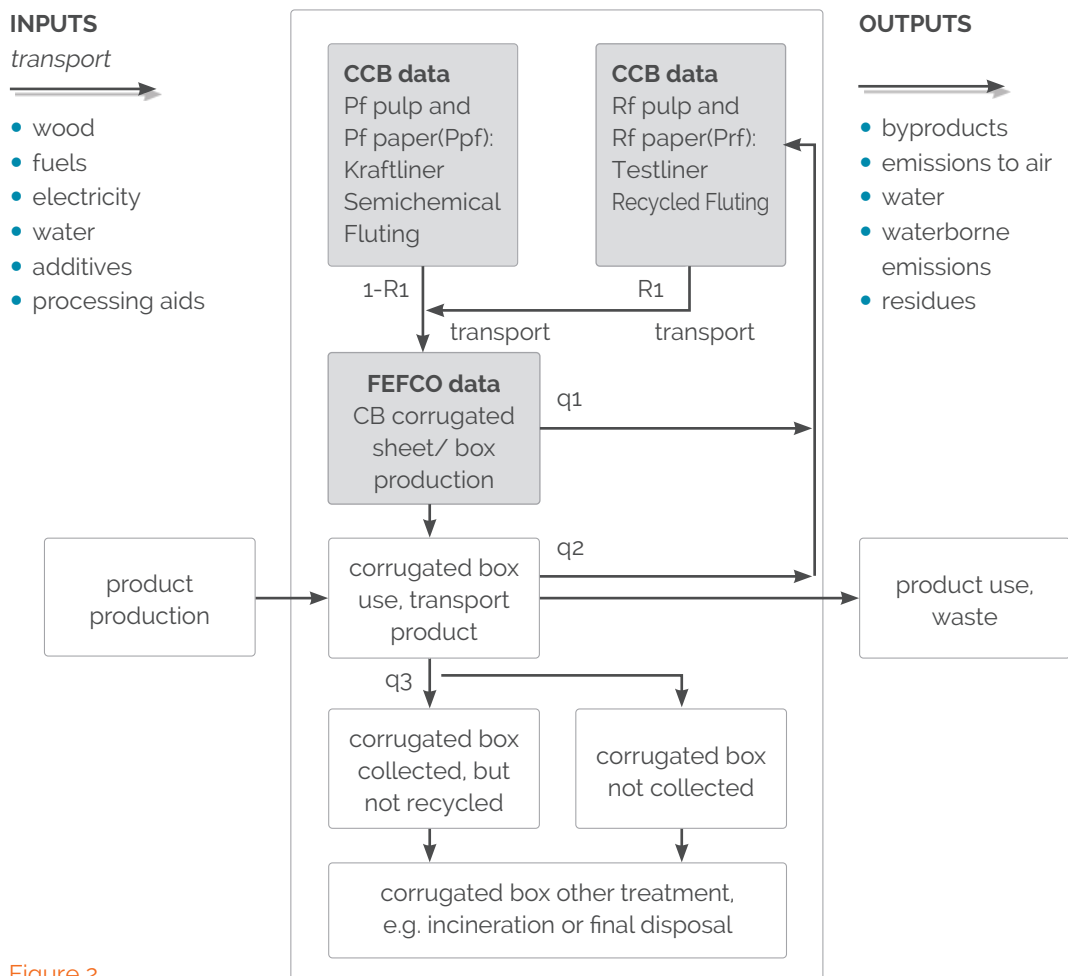 INPUTS
transport
wood
fuels
electricity
water
additives
processing aids
CCB data
Pf pulp and
Pf paper(Ppf):
Kraftliner
Semichemical
Fluting
CCB data
Rf pulp and
Rf paper(Prf):
Testliner
Recycled Fluting
OUTPUTS
byproducts
emissions to air
water
waterborne
emissions
residues
1-R1
R1
transport
transport
FEFCO data
CB corrugated
sheet/ box
production
q1
product
production
corrugated box
use, transport
product
q2
product use,
waste
q3
corrugated box
collected, but
not recycled
corrugated box
not collected
corrugated box other treatment,
e.g. incineration or final disposal
Figure 2